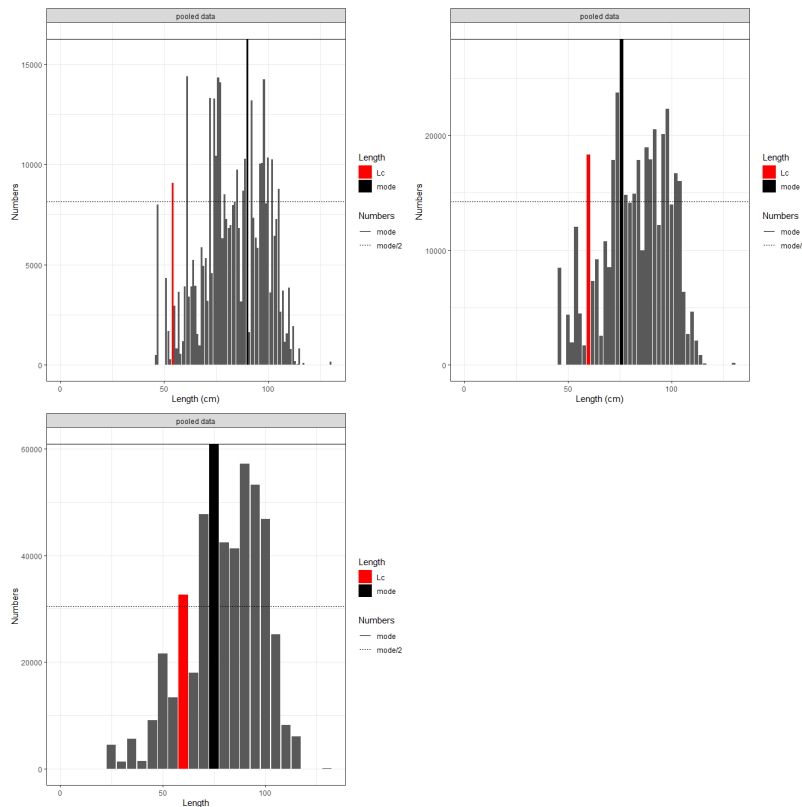 pooled data
15000
10000
5000
0
Numbers
0 50 100
Length (cm)
Length
Lc
mode
Numbers
mode
mode/2
pooled data
20000
10000
0
Numbers
0 50 100
Length (cm)
Length
Lc
mode
Numbers
mode
mode/
pooled data
60000
40000
20000
0
Numbers
0 50 100
Length
Length
Lc
mode
Numbers
mode
mode/2